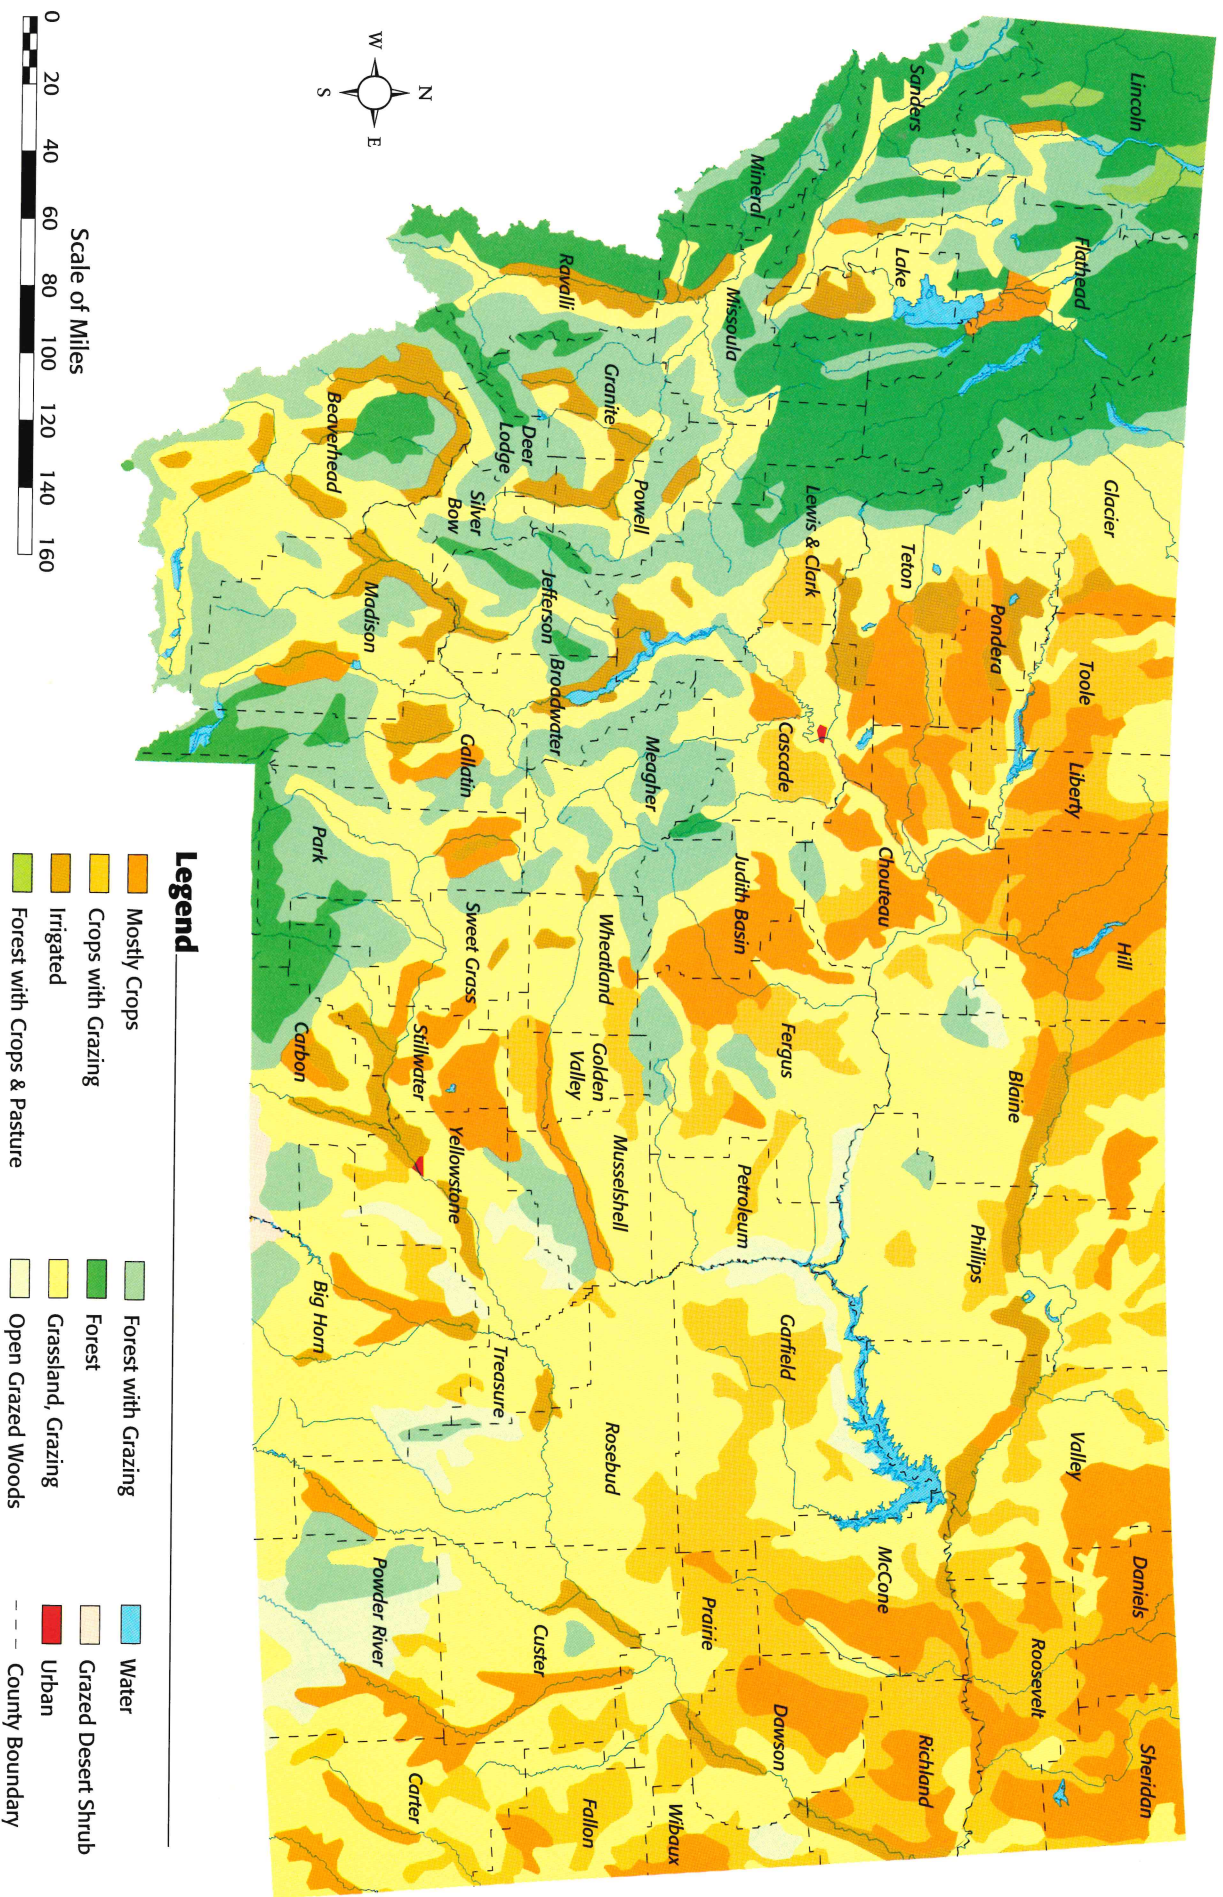 Lincoln
Sanders
Flathead
Mineral
Lake
Missoula
Ravalli
Granite
Powell
Deer
Lodge
Silver
Bow
Beaverhead
Glacier
Toole
Liberty
Hill
Pondera
Teton
Lewis & Clark
Chouteau
Cascade
Judith Basin
Jefferson
Broadwater
Meagher
Madison
Gallatin
Park
Wheatland
Sweet Grass
Stillwater
Carbon
Golden
Valley
Fergus
Blaine
Phillips
Petroleum
Musselshell
Yellowstone
Big Horn
Treasure
Rosebud
Garfield
Valley
Daniels
Sheridan
Roosevelt
McCone
Richland
Dawson
Prairie
Wibaux
Custer
Fallon
Powder River
Carter
N
W
E
S
Scale of Miles
0 20 40 60 80 100 120 140 160
Legend
Mostly Crops
Crops with Grazing
Irrigated
Forest with Crops & Pasture
Forest with Grazing
Forest
Grassland, Grazing
Open Grazed Woods
Water
Grazed Desert Shrub
Urban
County Boundary